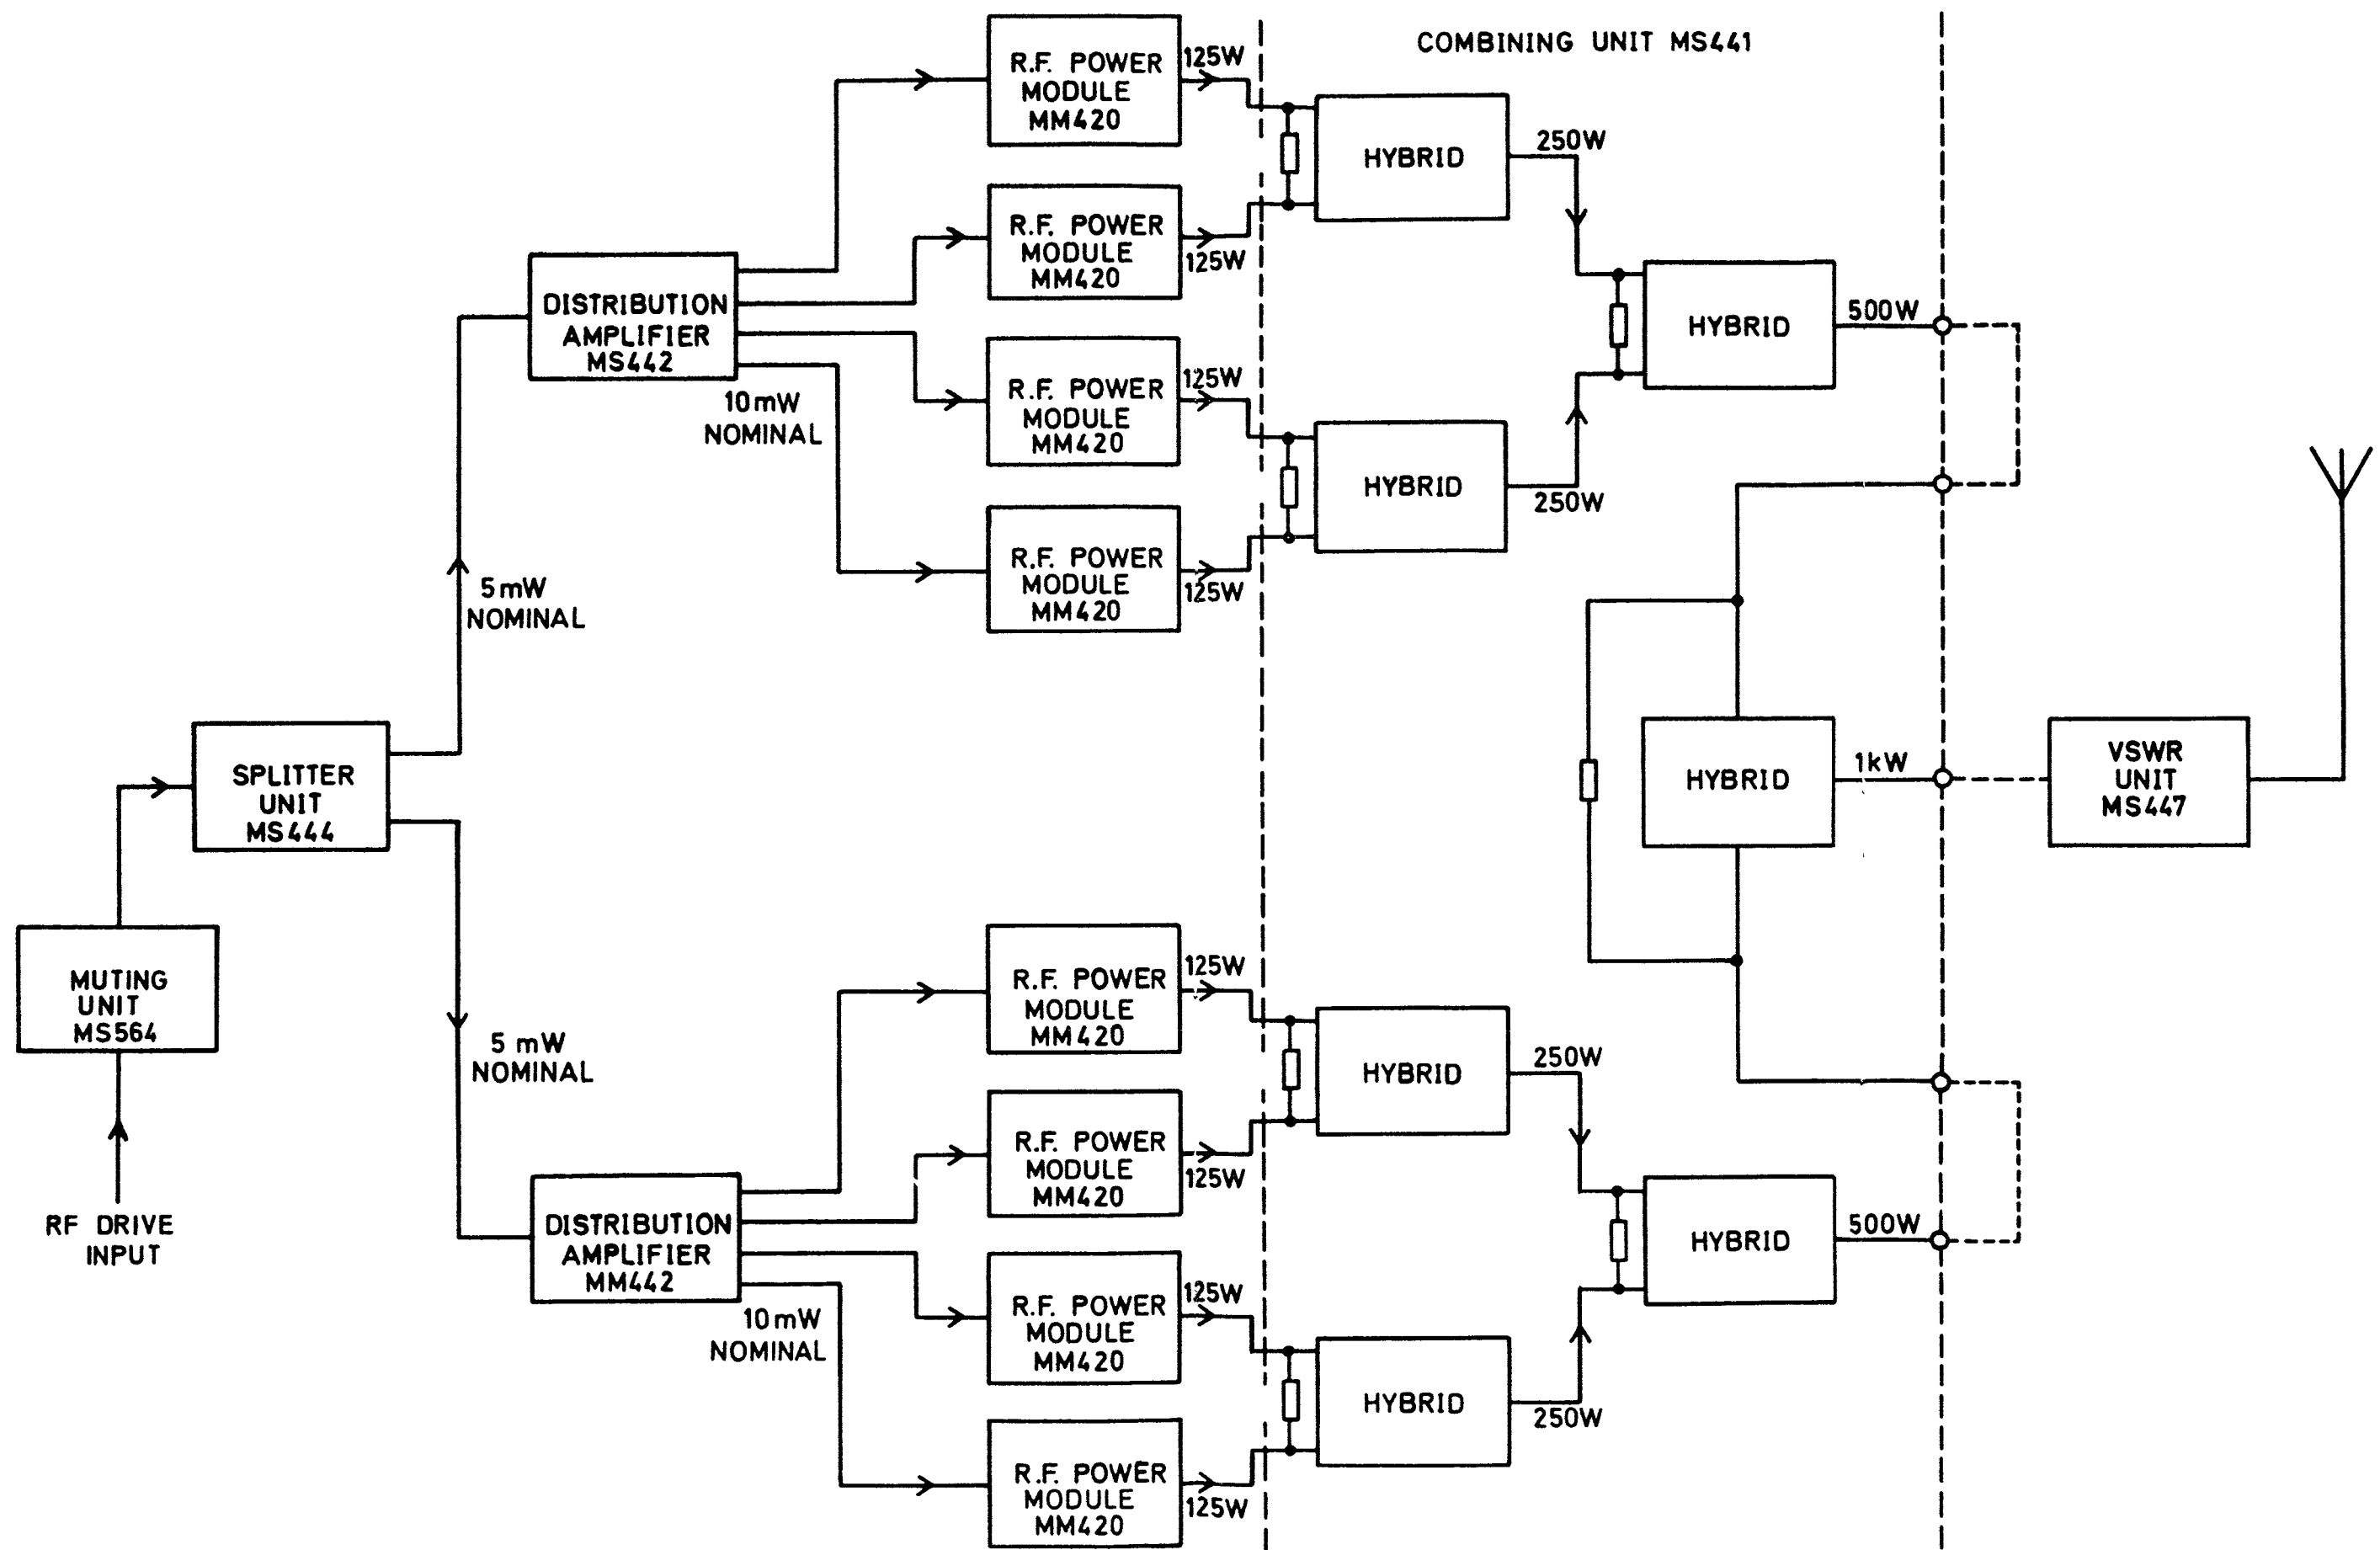 COMBINING UNIT MS441
R.F. POWER
MODULE
MM420
125W
HYBRID
250W
R.F. POWER
MODULE
MM420
125W
DISTRIBUTION
AMPLIFIER
MS442
10mW
NOMINAL
HYBRID
500W
R.F. POWER
MODULE
MM420
125W
HYBRID
250W
R.F. POWER
MODULE
MM420
125W
5mW
NOMINAL
SPLITTER
UNIT
MS444
HYBRID
1kW
VSWR
UNIT
MS447
MUTING
UNIT
MS564
RF DRIVE
INPUT
5 mW
NOMINAL
R.F. POWER
MODULE
MM420
125W
HYBRID
250W
R.F. POWER
MODULE
MM420
125W
DISTRIBUTION
AMPLIFIER
MM442
10mW
NOMINAL
HYBRID
500W
R.F. POWER
MODULE
MM420
125W
HYBRID
250W
R.F. POWER
MODULE
MM420
125W